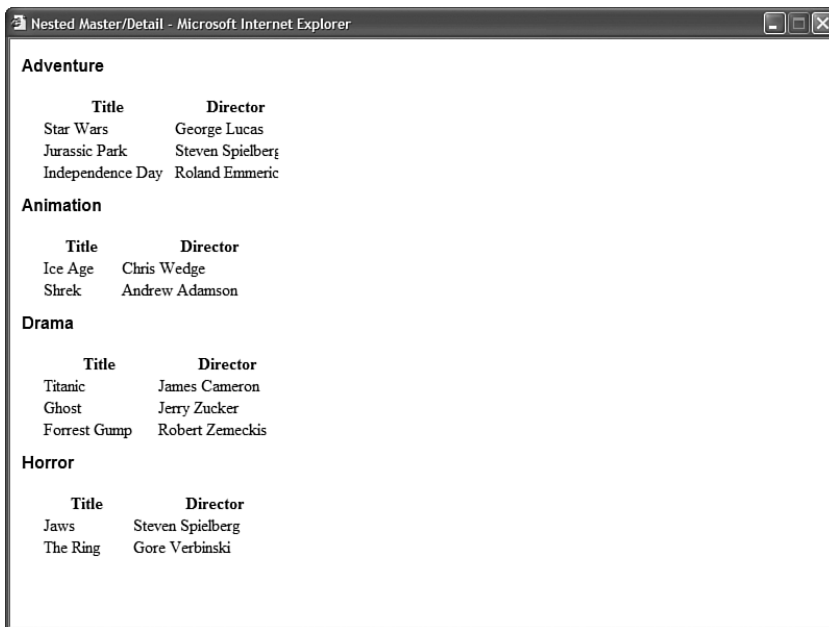 Nested Master/Detail - Microsoft Internet Explorer
Adventure
Title Director
Star Wars George Lucas
Jurassic Park Steven Spielberg
Independence Day Roland Emmeric
Animation
Title Director
Ice Age Chris Wedge
Shrek Andrew Adamson
Drama
Title Director
Titanic James Cameron
Ghost Jerry Zucker
Forrest Gump Robert Zemeckis
Horror
Title Director
Jaws Steven Spielberg
The Ring Gore Verbinski